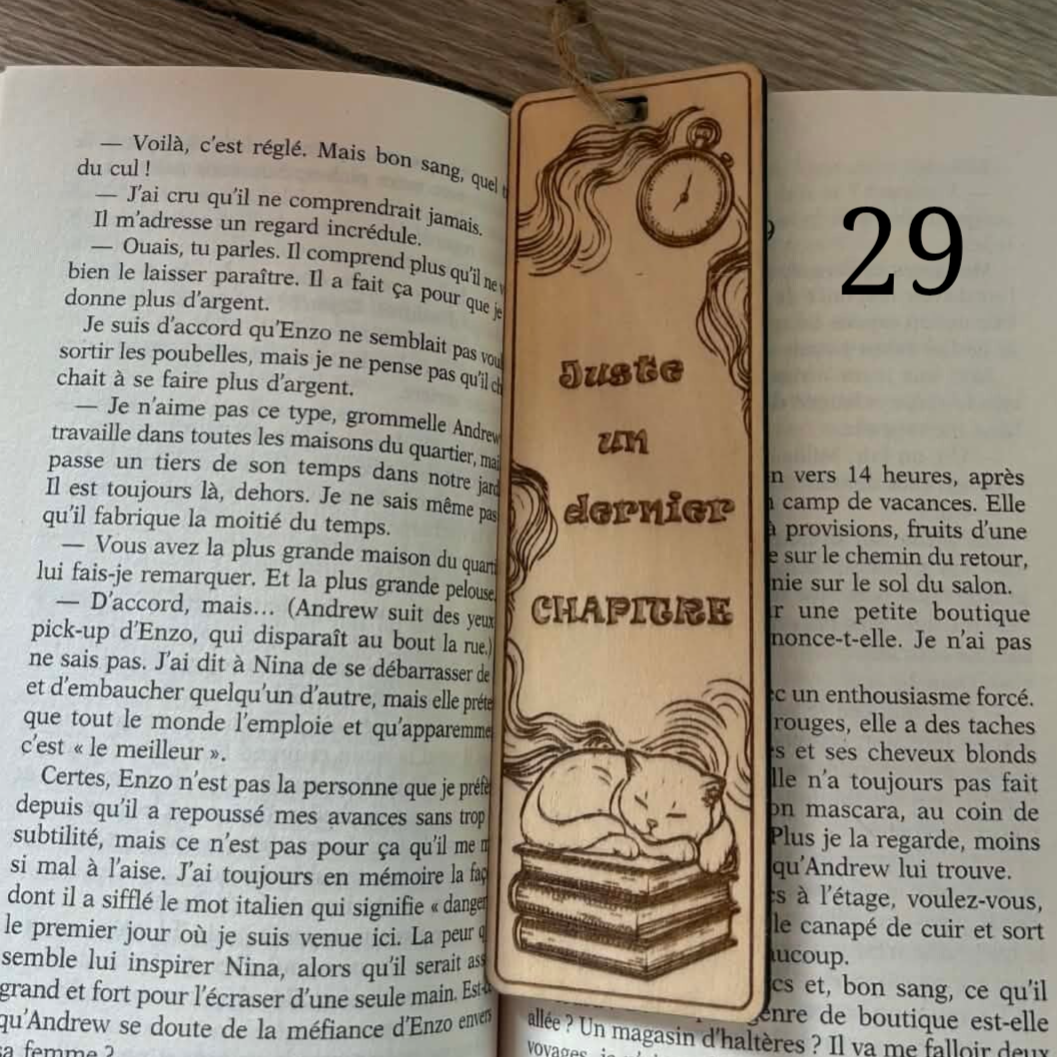 — Voilà, c'est réglé. Mais bon sang, quel
du cul !
— J'ai cru qu'il ne comprendrait jamais.
Il m'adresse un regard incrédule.
— Ouais, tu parles. Il comprend plus qu'il ne
bien le laisser paraître. Il a fait ça pour que je
donne plus d'argent.
Je suis d'accord qu'Enzo ne semblait pas
sortir les poubelles, mais je ne pense pas qu'il
chait à se faire plus d'argent.
— Je n'aime pas ce type, grommelle Andrew
travaille dans toutes les maisons du quartier,
passe un tiers de son temps dans notre
Il est toujours là, dehors. Je ne sais même pas
qu'il fabrique la moitié du temps.
— Vous avez la plus grande maison du
lui fais-je remarquer. Et la plus grande pelouse.
— D'accord, mais... (Andrew suit des yeux
pick-up d'Enzo, qui disparaît au bout la rue.)
ne sais pas. J'ai dit à Nina de se débarrasser de
et d'embaucher quelqu'un d'autre, mais elle
que tout le monde l'emploie et
c'est « le meilleur ».
Certes, Enzo n'est pas la personne que je
depuis qu'il a repoussé mes avances sans trop
subtilité, mais ce n'est pas pour ça qu'il me
si mal à l'aise. J'ai toujours en mémoire la
dont il a sifflé le mot italien qui signifie «
le premier jour où je suis venue ici. La peur
semble lui inspirer Nina, alors qu'il serait
grand et fort pour l'écraser d'une seule main.
qu'Andrew se doute de la méfiance d'Enzo envers
sa femme ?
Juste
un
dernier
CHAPITRE
29
vers 14 heures, après
camp de vacances. Elle
à provisions, fruits d'une
sur le chemin du retour,
sur le sol du salon.
une petite boutique
t-elle. Je n'ai pas
un enthousiasme forcé.
rouges, elle a des taches
et ses cheveux blonds
n'a toujours pas fait
mascara, au coin de
Plus je la regarde, moins
qu'Andrew lui trouve.
à l'étage, voulez-vous,
le canapé de cuir et sort
et, bon sang, ce qu'il
genre de boutique est-elle
allée ? Un magasin d'haltères ? Il va me falloir deux